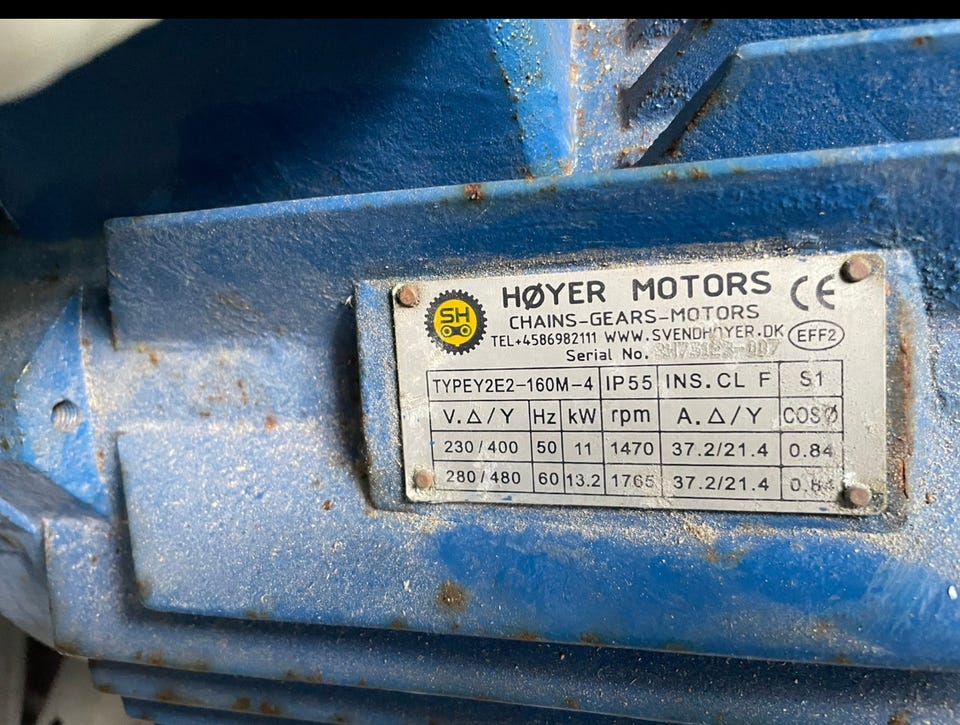 SH
HØYER MOTORS CE
CHAINS-GEARS-MOTORS
TEL+4586982111 WWW.SVENDHOYER.DK EFF2
Serial No.
TYPEY2E2-160M-4 IP55 INS.CL F S1
V.△/Y Hz kW rpm A.△/Y COSØ
230/400 50 11 1470 37.2/21.4 0.84
280/480 60 13.2 1765 37.2/21.4 0.84